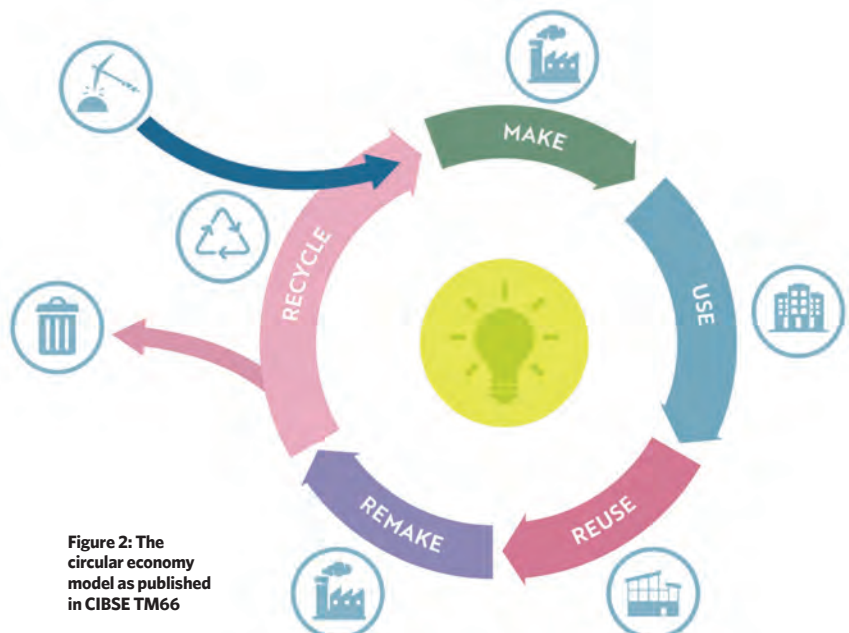 MAKE
USE
REUSE
REMAKE
RECYCLE
Figure 2: The
circular economy
model as published
in CIBSE TM66